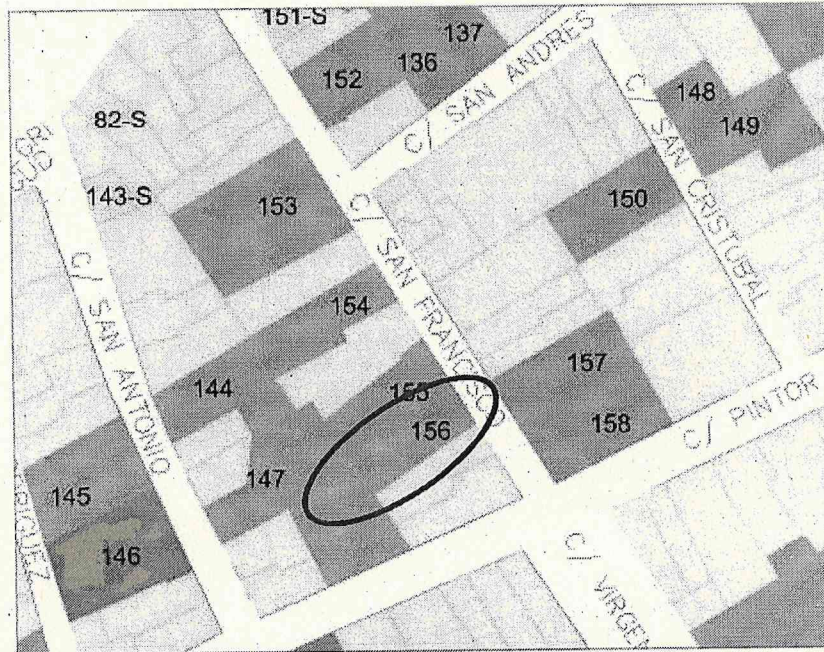 151-S
137
136
152
C/ SAN ANDRES
148
149
82-S
143-S
153
C/ SAN FRANCISCO
150
C/ SAN CRISTOBAL
C/ SAN ANTONIO
154
144
155
156
157
158
C/ PINTOR
145
147
146
C/ VIRGEN